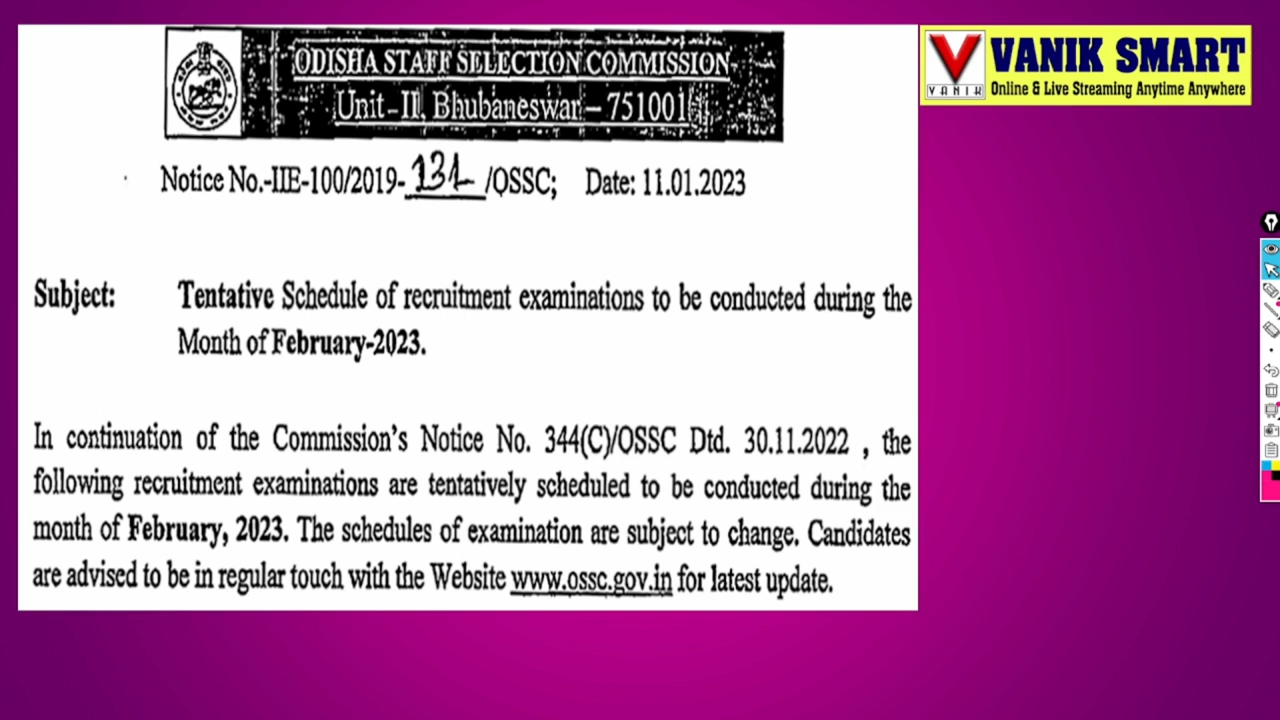 ODISHA STAFF SELECTION COMMISSION
Unit-II, Bhubaneswar – 751001
VANIK
VANIK SMART
Online & Live Streaming Anytime Anywhere
Notice No.-IIE-100/2019-131/OSSC; Date: 11.01.2023
Subject: Tentative Schedule of recruitment examinations to be conducted during the
Month of February-2023.
In continuation of the Commission's Notice No. 344(C)/OSSC Dtd. 30.11.2022 , the
following recruitment examinations are tentatively scheduled to be conducted during the
month of February, 2023. The schedules of examination are subject to change. Candidates
are advised to be in regular touch with the Website www.ossc.gov.in for latest update.